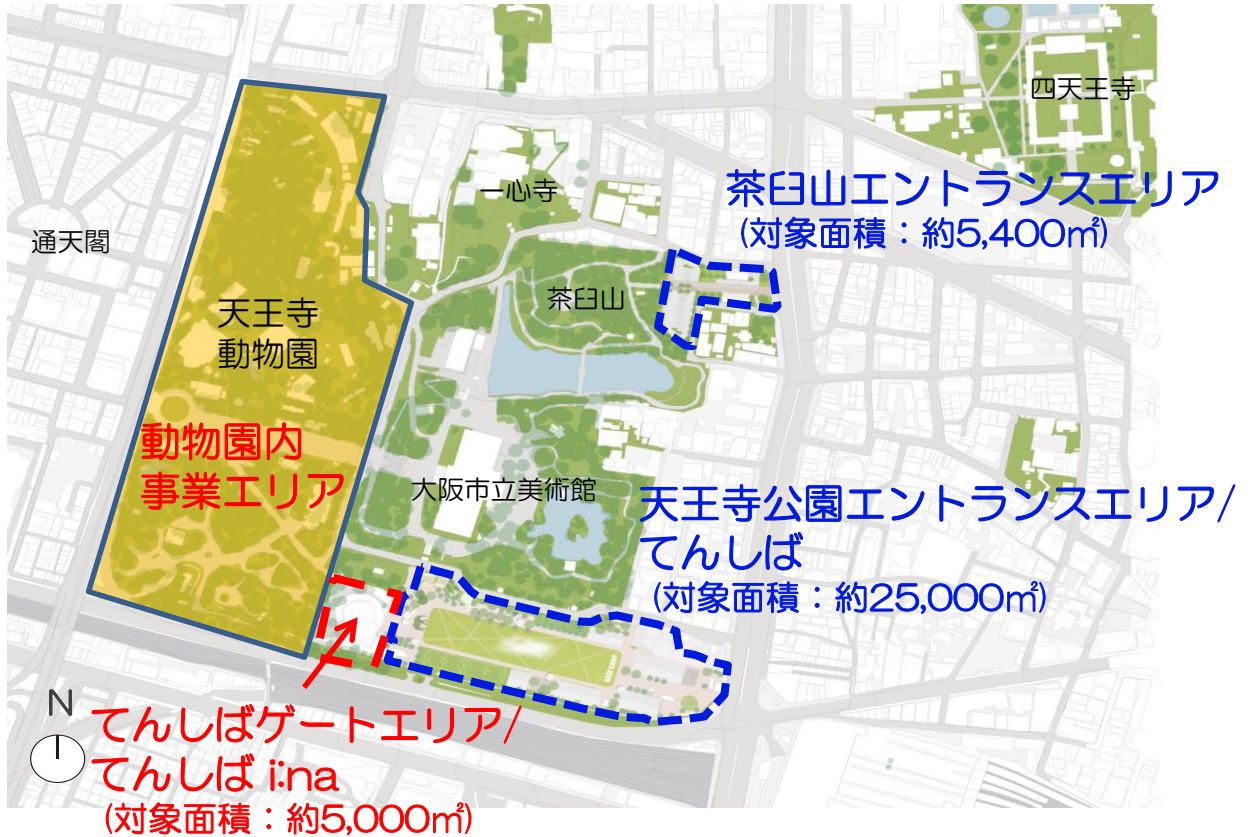 四天王寺
茶臼山エントランスエリア
(対象面積：約5,400㎡)
一心寺
通天閣
茶臼山
天王寺
動物園
動物園内
事業エリア
大阪市立美術館
天王寺公園エントランスエリア/
てんしば
(対象面積：約25,000㎡)
N
てんしばゲートエリア/
てんしば i:na
(対象面積：約5,000㎡)